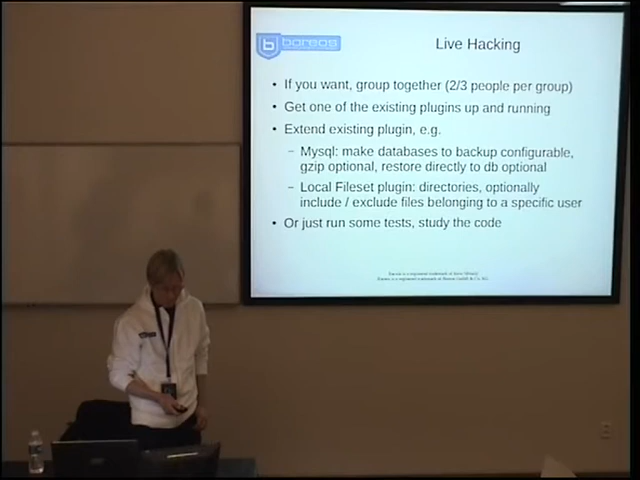 bareos
Live Hacking
• If you want, group together (2/3 people per group)
• Get one of the existing plugins up and running
• Extend existing plugin, e.g.
– Mysql: make databases to backup configurable,
gzip optional, restore directly to db optional
– Local Fileset plugin: directories, optionally
include / exclude files belonging to a specific user
• Or just run some tests, study the code